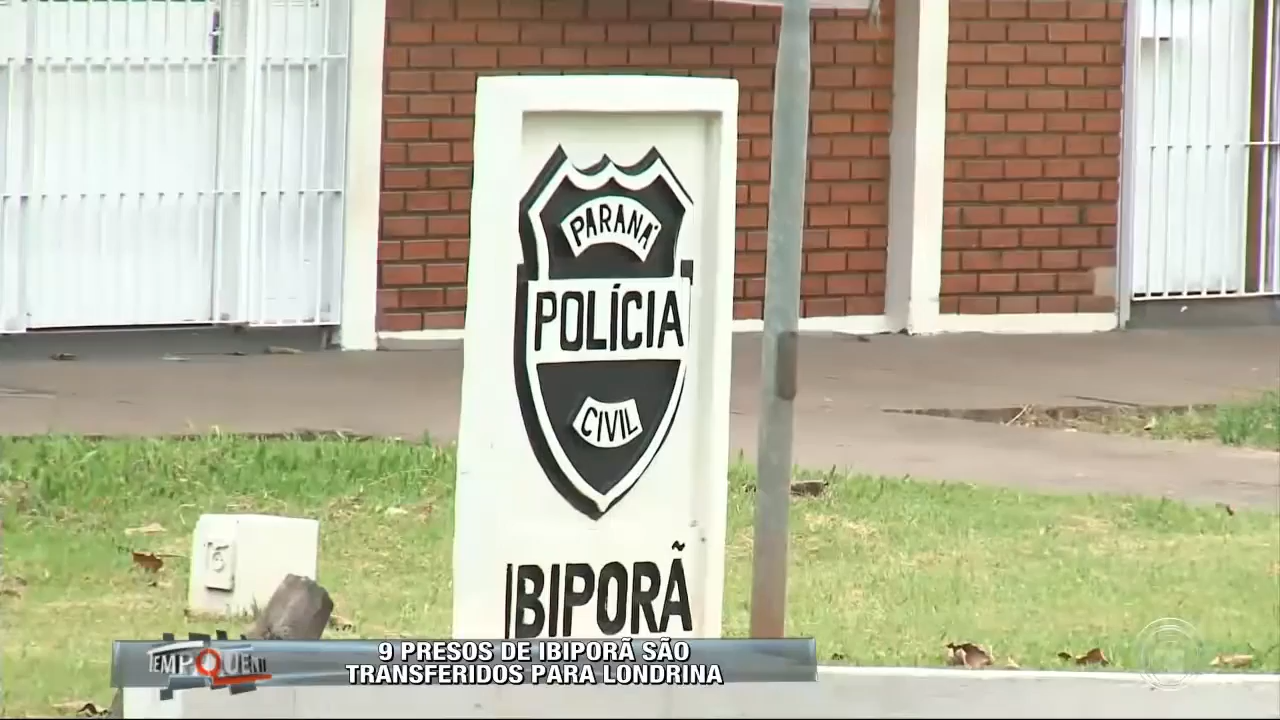 PARANÁ
POLÍCIA
CIVIL
IBIPORÃ
TEMPO QUENTE
9 PRESOS DE IBIPORÃ SÃO
TRANSFERIDOS PARA LONDRINA